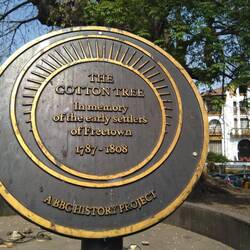 THE
COTTON TREE
In memory
of the early settlers
of Freetown
1787-1808
A BBC HISTORY PROJECT